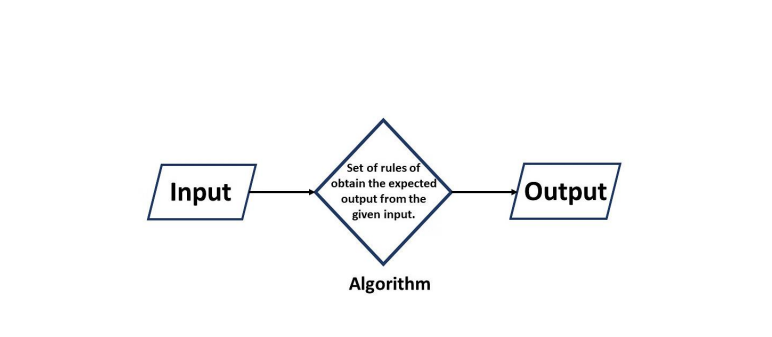 Input
Set of rules of
obtain the expected
output from the
given input.
Output
Algorithm